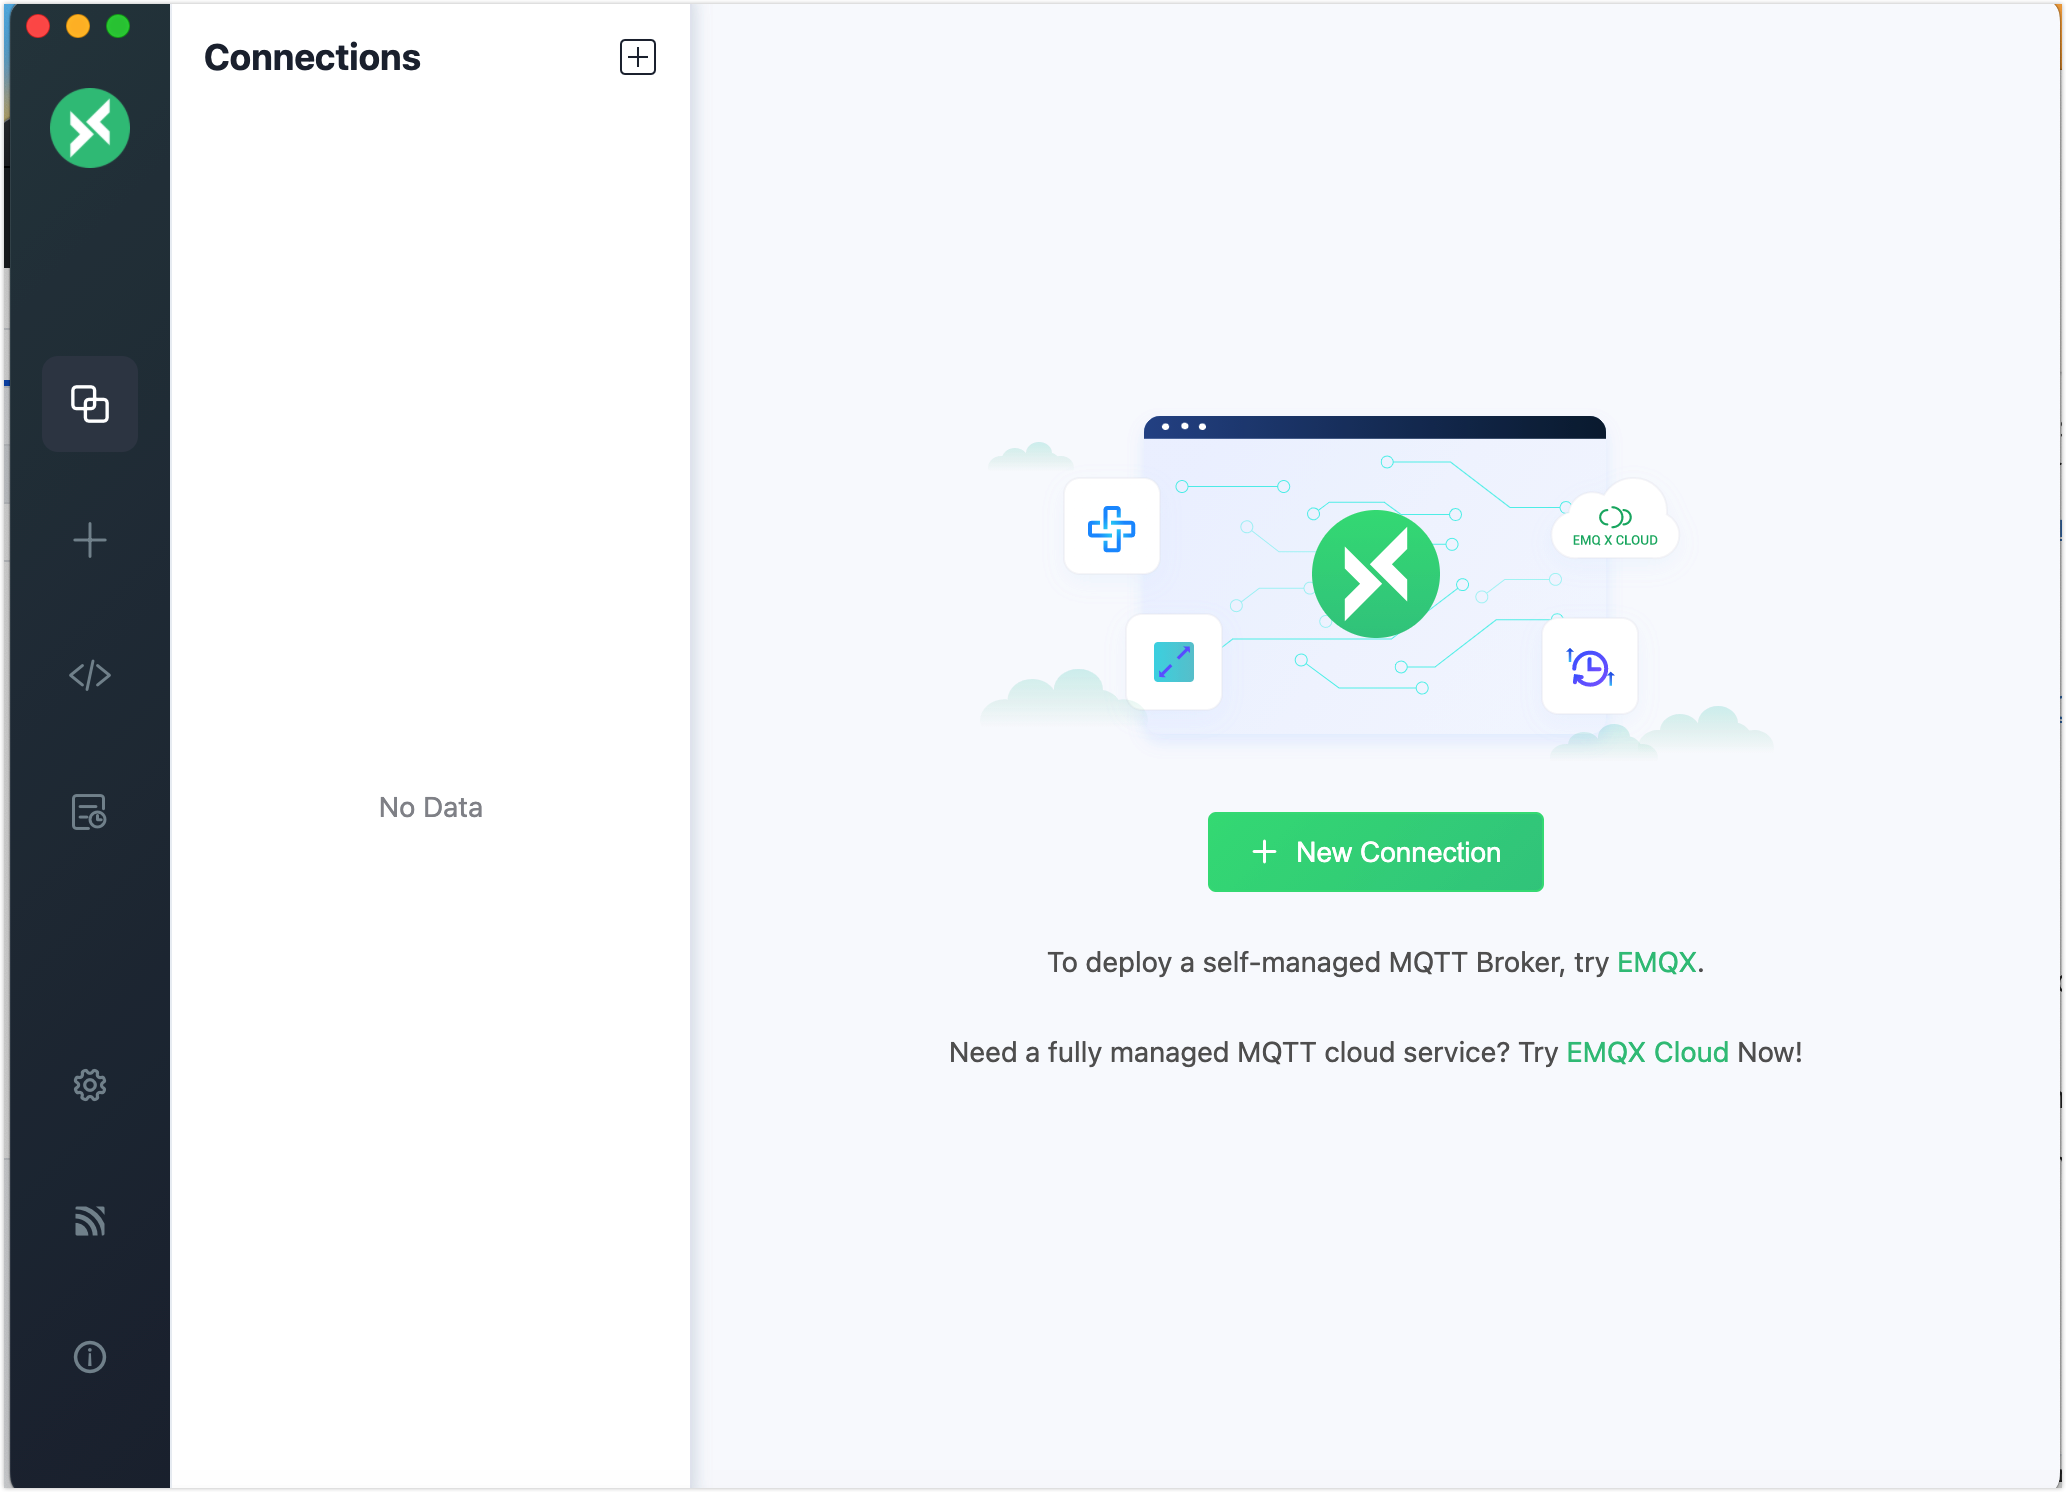 Connections
EMQ X CLOUD
No Data
New Connection
To deploy a self-managed MQTT Broker, try EMQX.
Need a fully managed MQTT cloud service? Try EMQX Cloud Now!